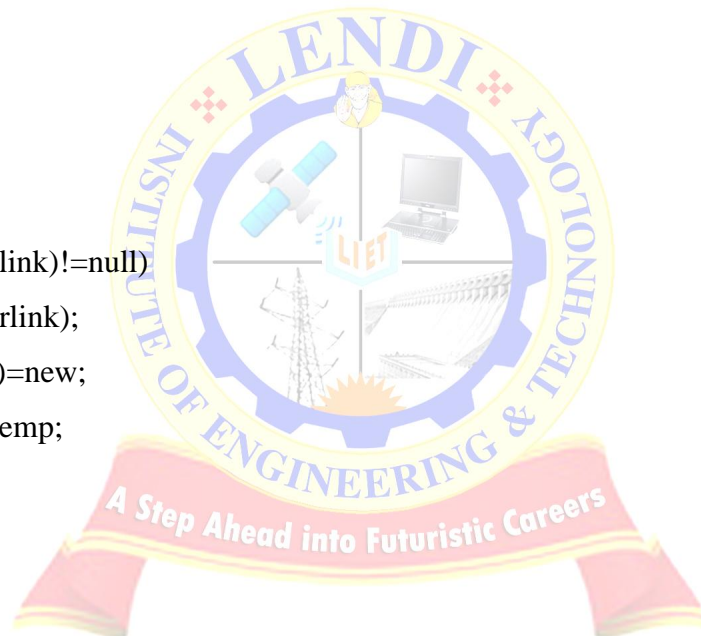 LENDI
INSTITUTE OF ENGINEERING & TECHNOLOGY
LIET
link)!=null)
rlink);
)=new;
emp;
A Step Ahead into Futuristic Careers